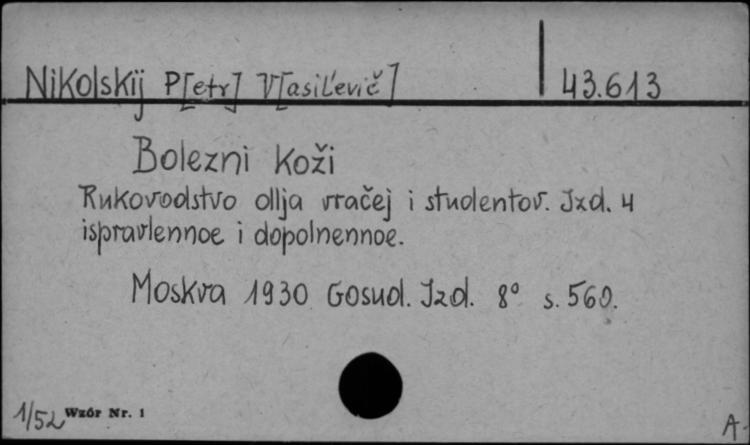 Nikolskij P[etr] V[asil'evič] 43.613
Bolezni Koži
Rukovodstvo dlja vračej i studentov. Izd. 4
ispravlennoe i dopolnennoe.
Moskva 1930 Gosud. Izd. 8° s. 560.
1/52 Wzór Nr. 1
A